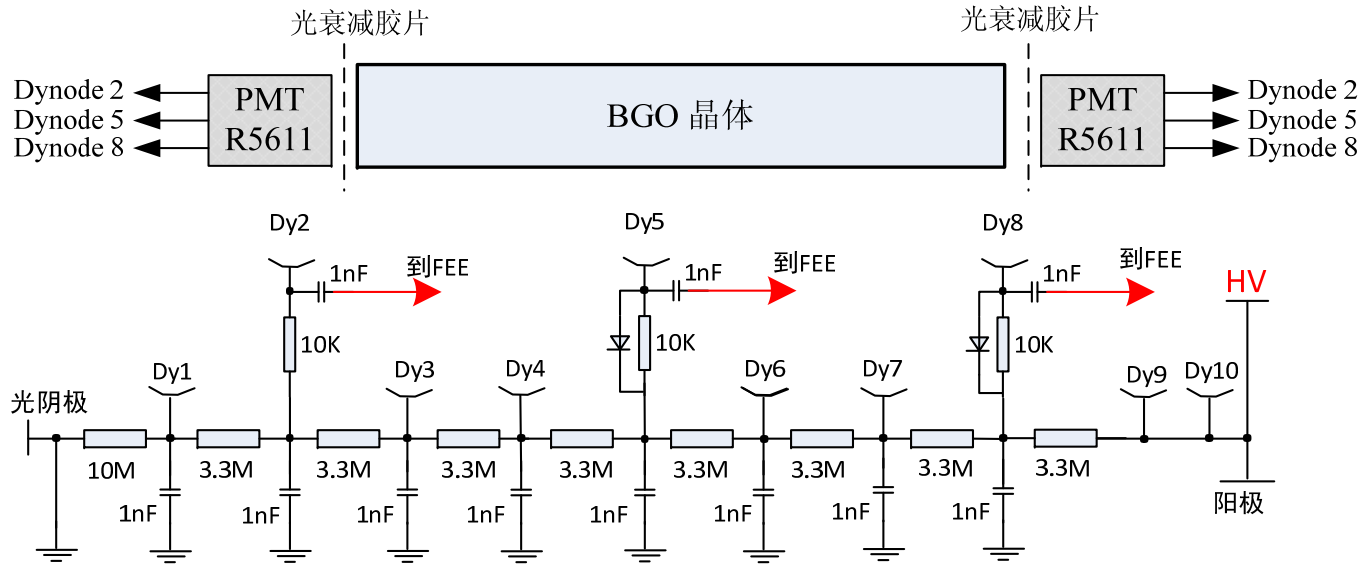 光衰减胶片
光衰减胶片
Dynode 2
Dynode 5
Dynode 8
PMT
R5611
BGO 晶体
PMT
R5611
Dynode 2
Dynode 5
Dynode 8
Dy2
1nF
到FEE
10K
Dy5
1nF
到FEE
10K
Dy8
1nF
到FEE
10K
HV
光阴极
Dy1
Dy3
Dy4
Dy6
Dy7
Dy9
Dy10
10M
3.3M
3.3M
3.3M
3.3M
3.3M
3.3M
3.3M
3.3M
1nF
1nF
1nF
1nF
1nF
1nF
1nF
1nF
阳极